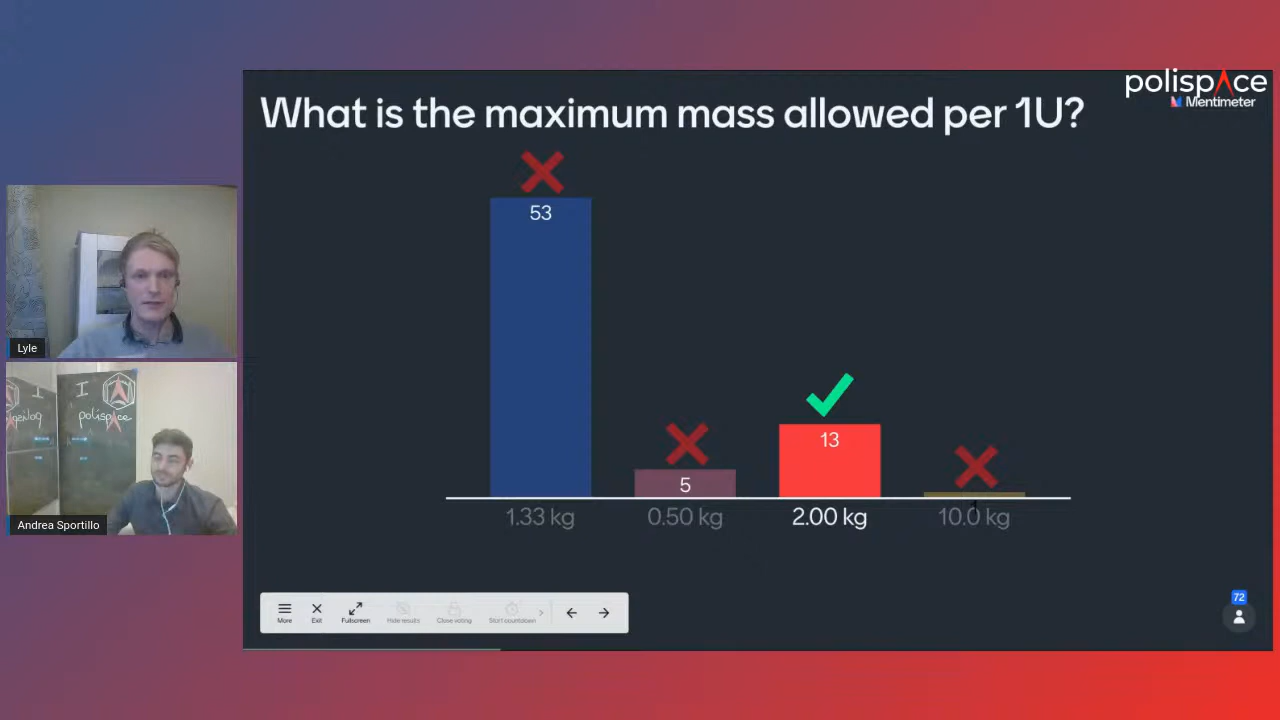 polispace
Mentimeter
What is the maximum mass allowed per 1U?
53
5
13
1
1.33 kg
0.50 kg
2.00 kg
10.0 kg
Lyle
polispace
Andrea Sportillo
More
Exit
Fullscreen
Hide results
Close voting
Start countdown
72